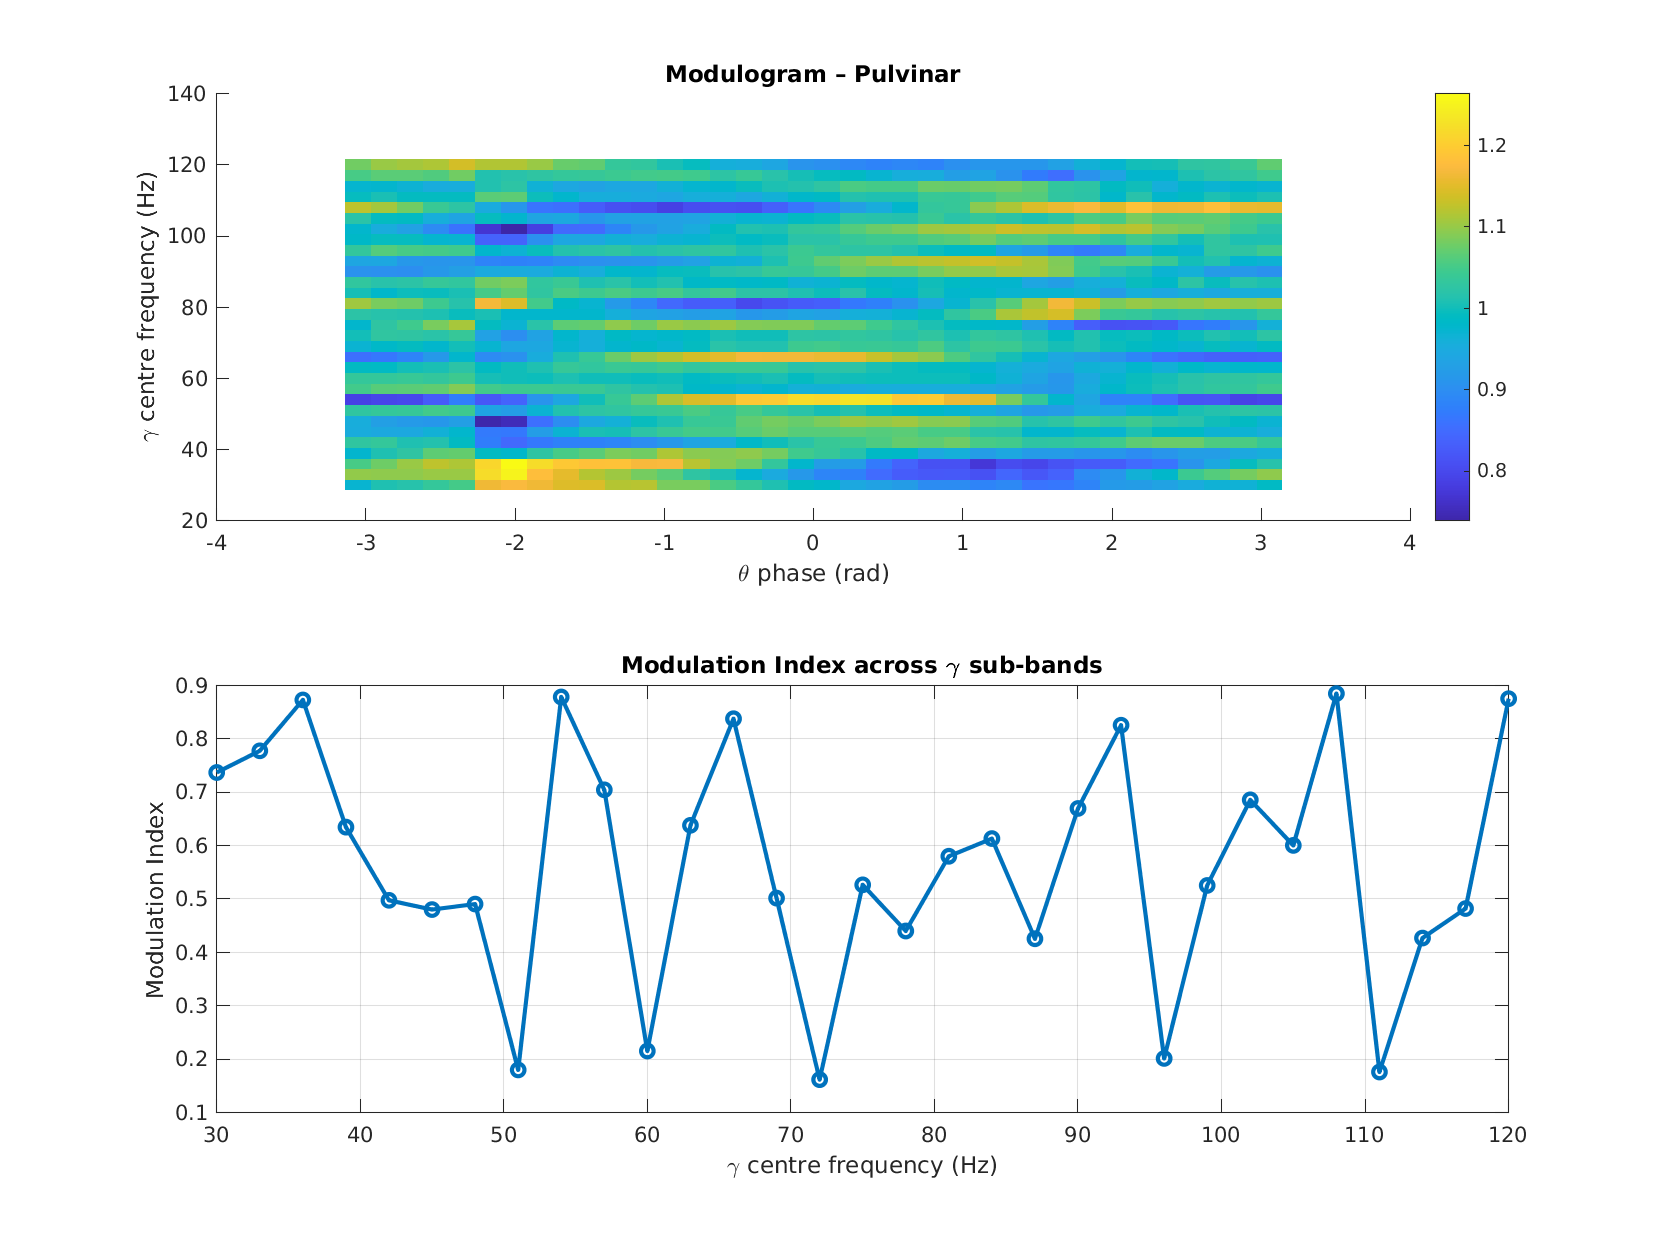 Modulogram – Pulvinar
140
120
100
80
60
40
20
γ centre frequency (Hz)
-4 -3 -2 -1 0 1 2 3 4
θ phase (rad)
1.2
1.1
1
0.9
0.8
Modulation Index across γ sub-bands
0.9
0.8
0.7
0.6
0.5
0.4
0.3
0.2
0.1
Modulation Index
30 40 50 60 70 80 90 100 110 120
γ centre frequency (Hz)